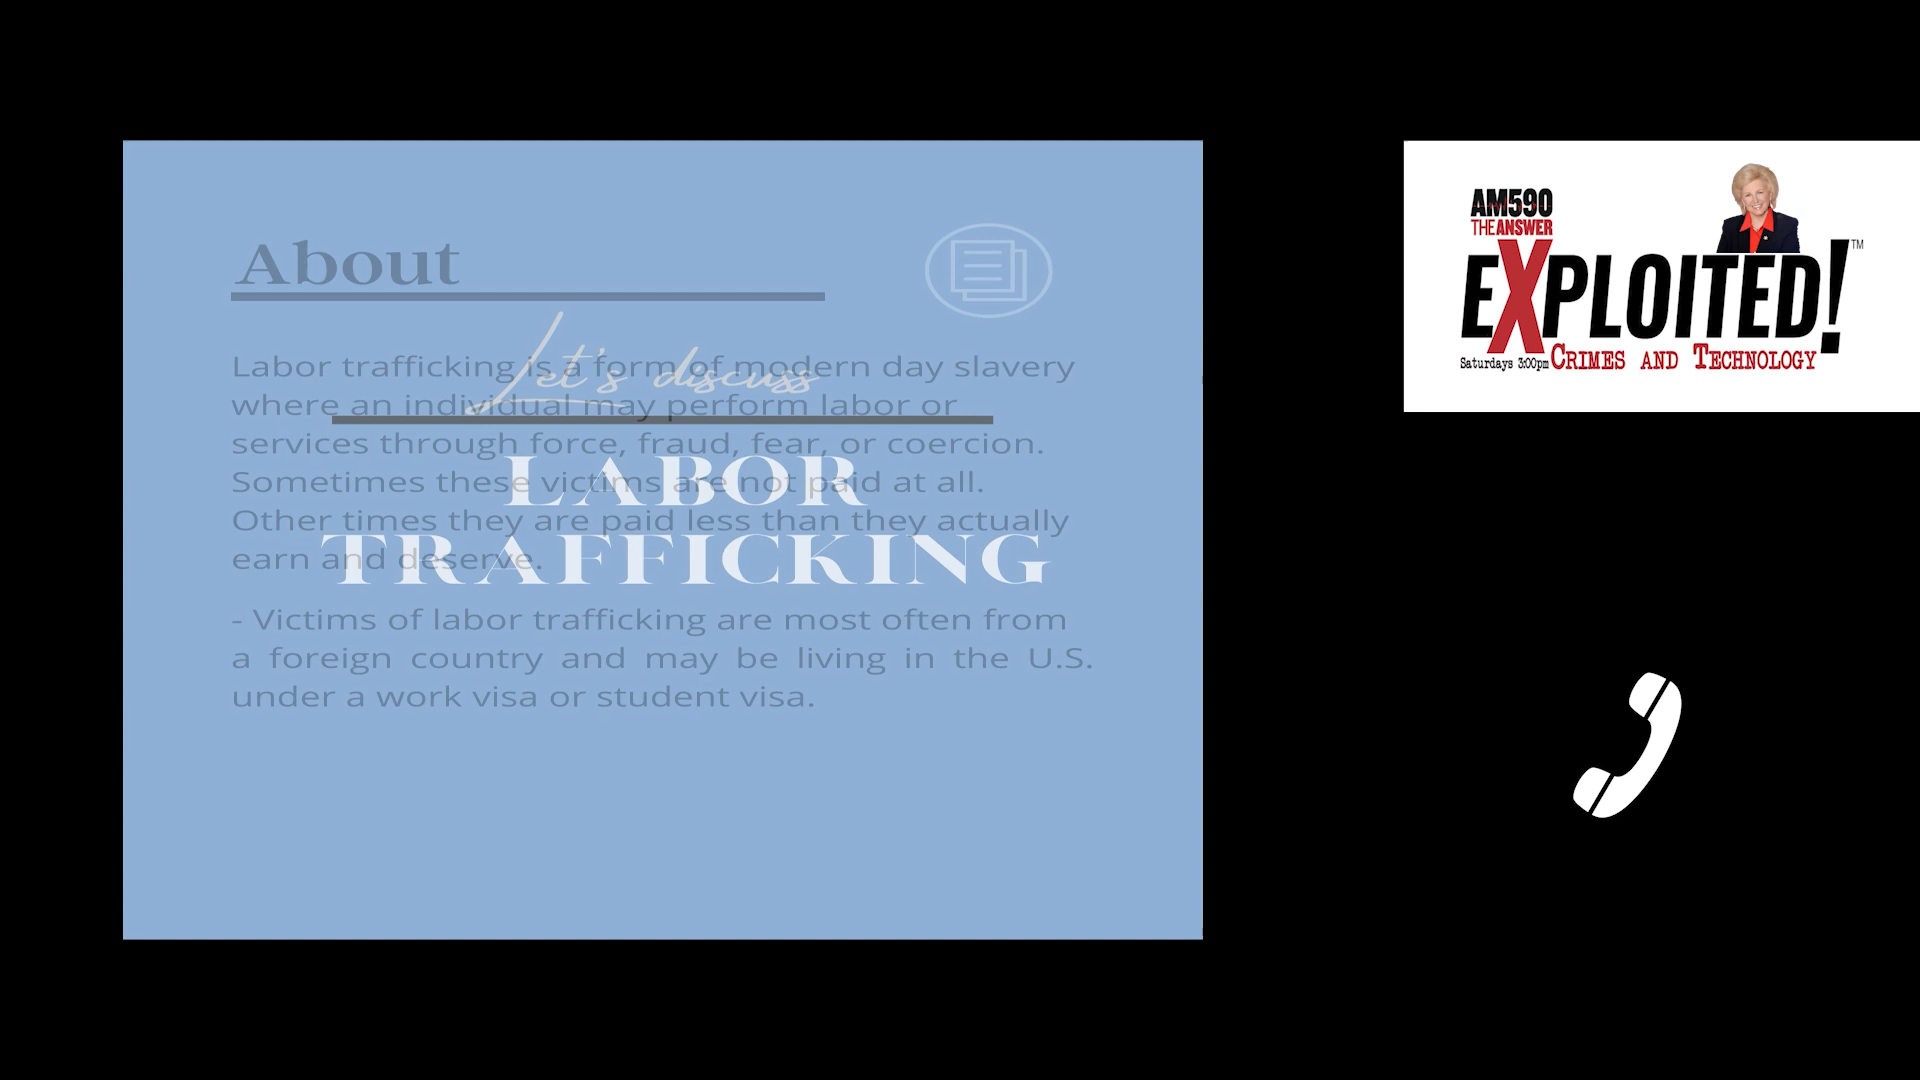 About
Let's discuss
Labor trafficking is a form of modern day slavery
where an individual may perform labor or
services through force, fraud, fear, or coercion.
LABOR
Sometimes these victims are not paid at all.
Other times they are paid less than they actually
TRAFFICKING
earn and deserve.
- Victims of labor trafficking are most often from
a foreign country and may be living in the U.S.
under a work visa or student visa.
AM590
THE ANSWER
EXPLOITED!™
Saturdays 3:00pm CRIMES AND TECHNOLOGY